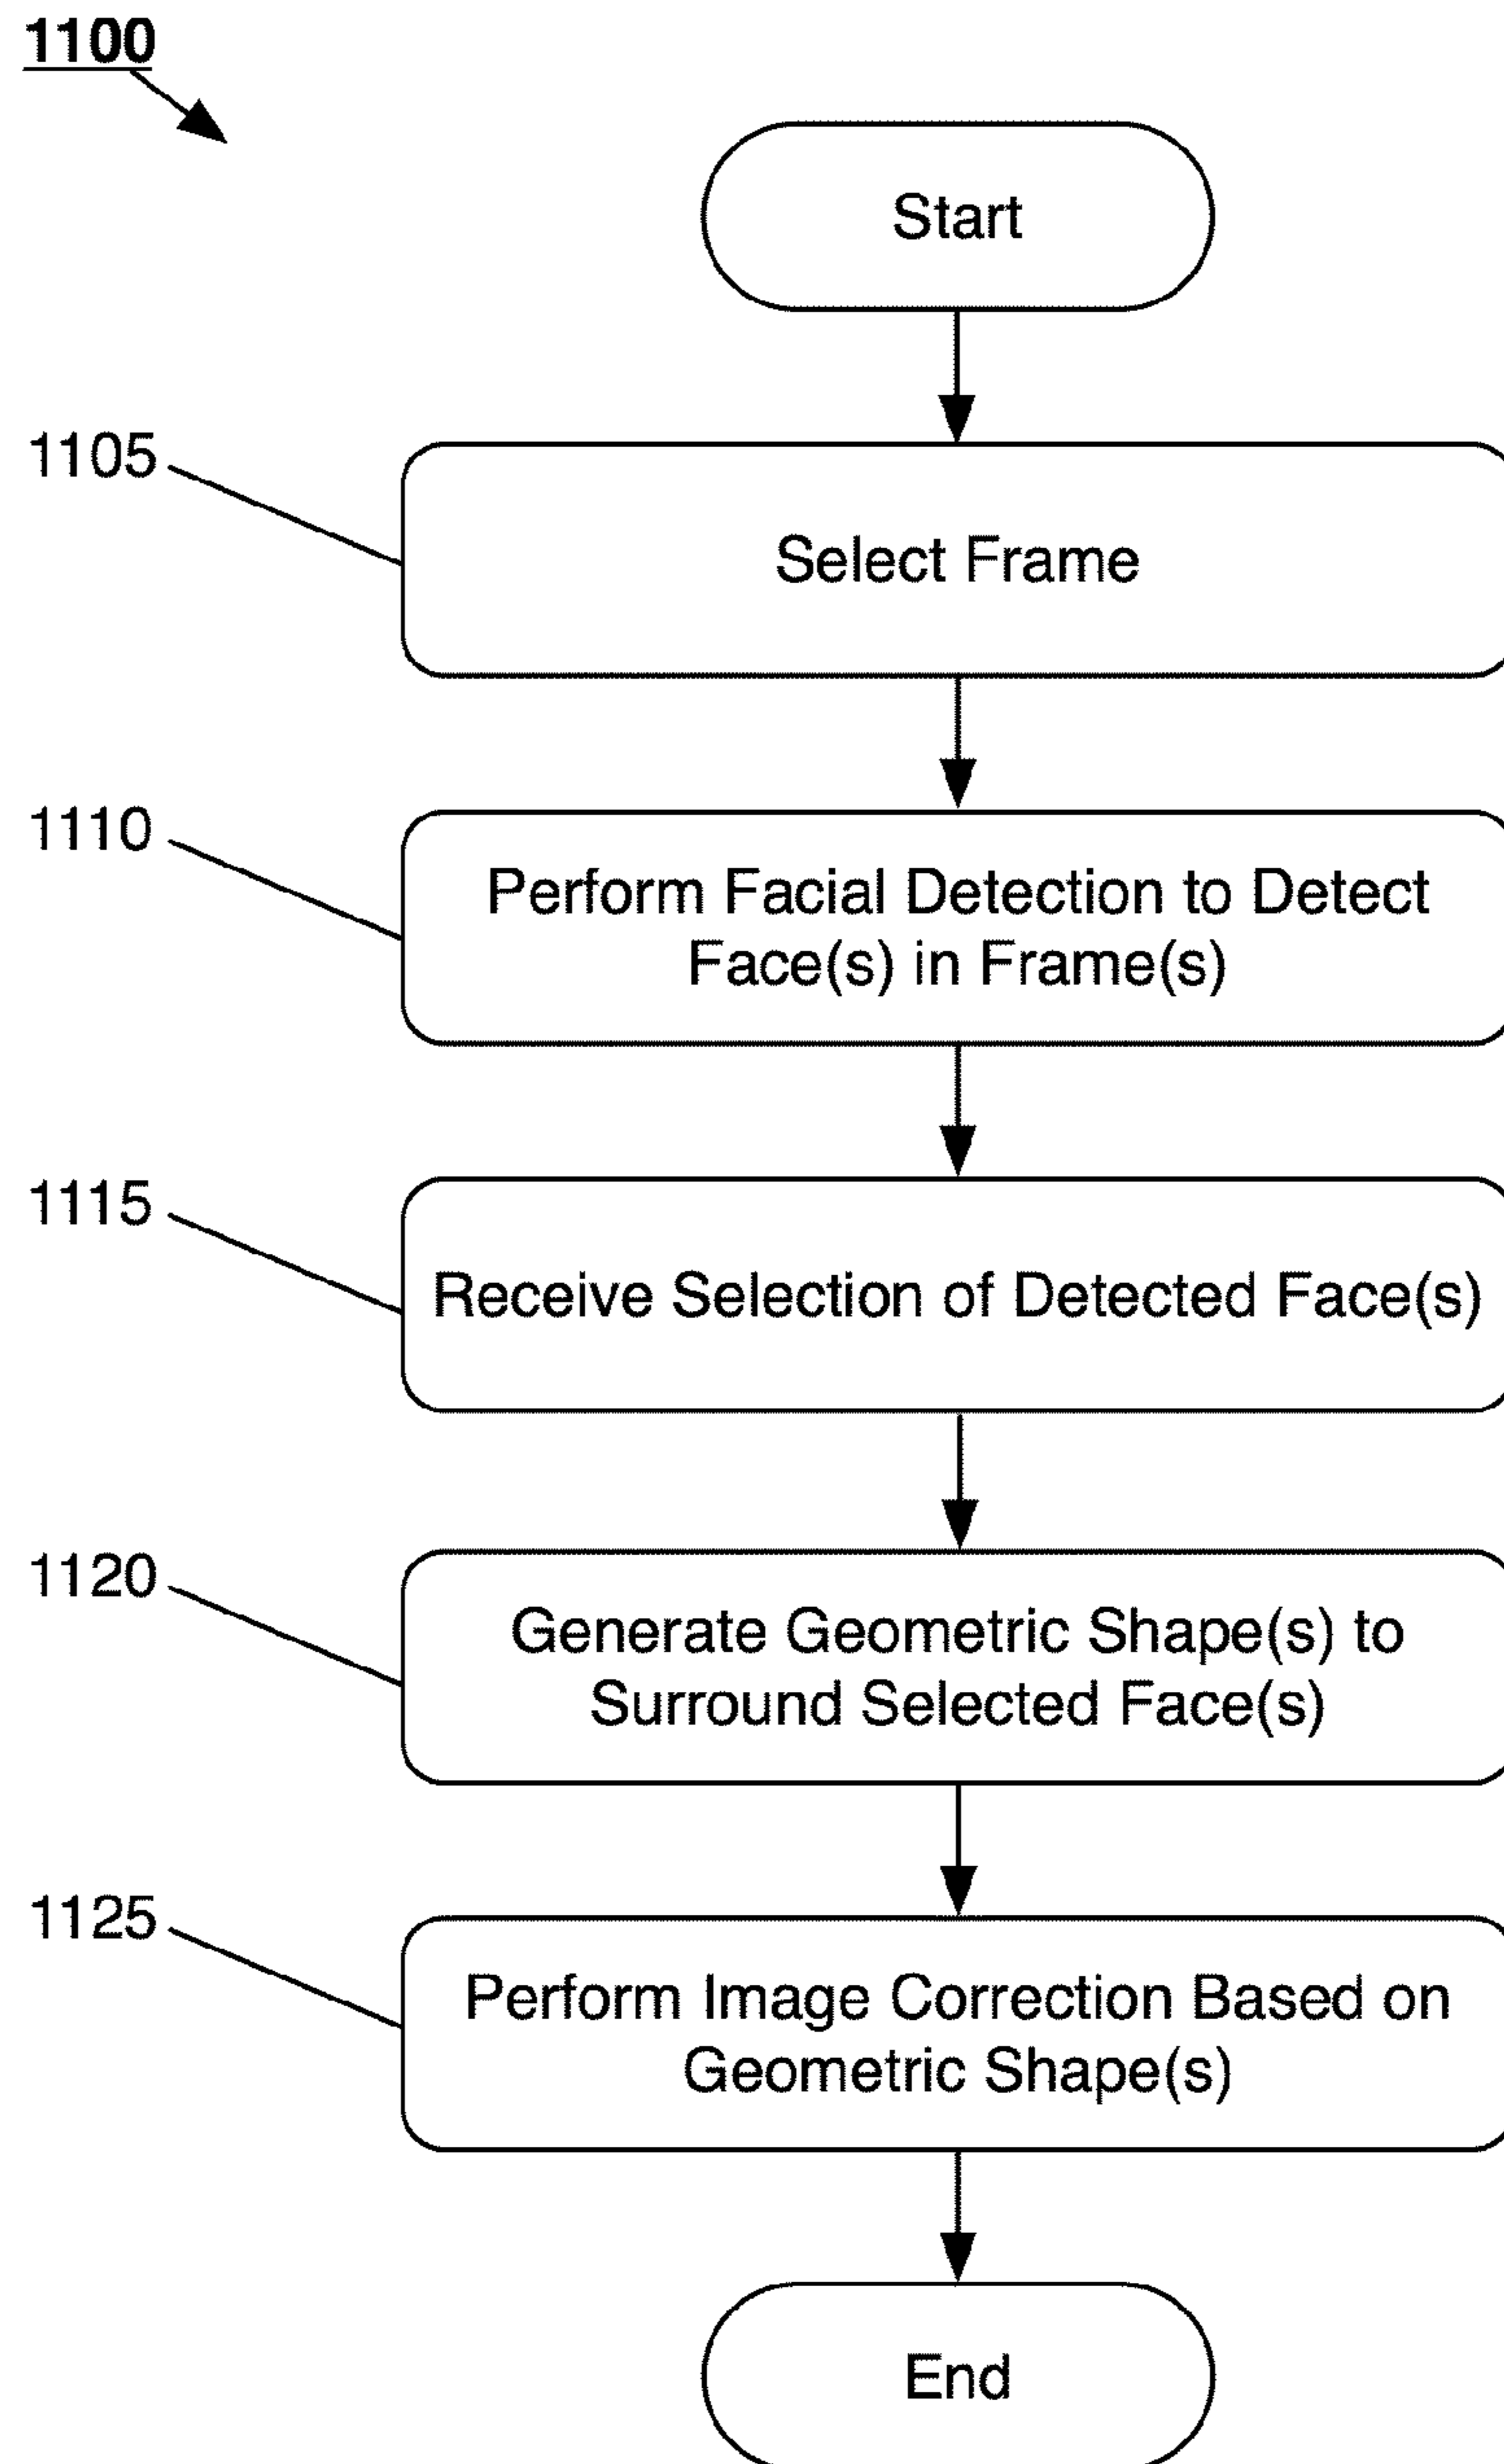 1100
Start
1105
Select Frame
1110
Perform Facial Detection to Detect
Face(s) in Frame(s)
1115
Receive Selection of Detected Face(s)
1120
Generate Geometric Shape(s) to
Surround Selected Face(s)
1125
Perform Image Correction Based on
Geometric Shape(s)
End